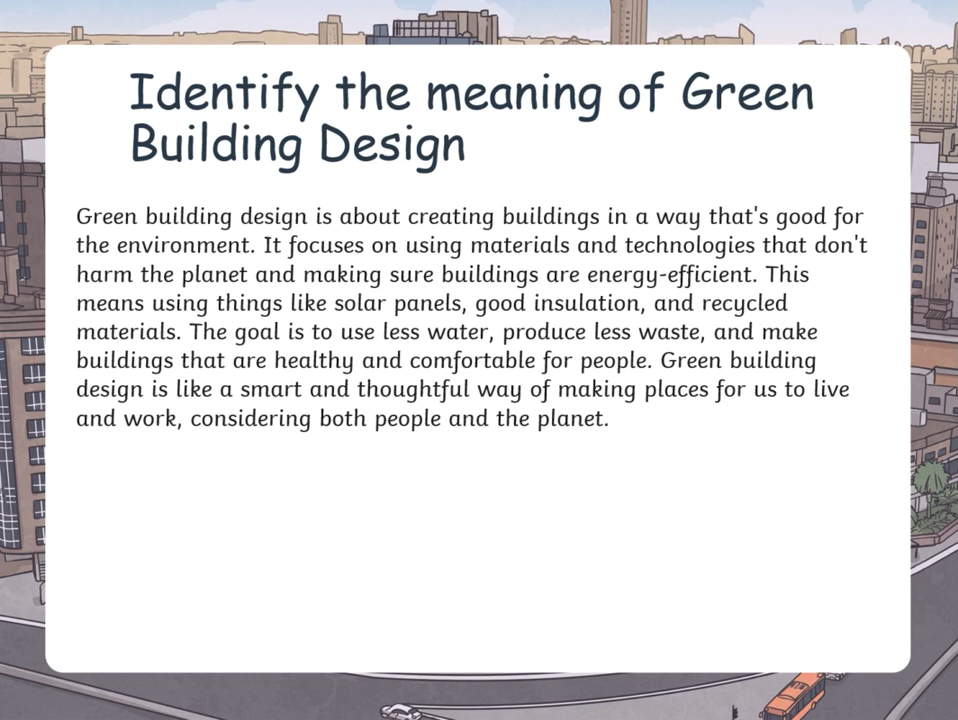 Identify the meaning of Green
Building Design
Green building design is about creating buildings in a way that's good for
the environment. It focuses on using materials and technologies that don't
harm the planet and making sure buildings are energy-efficient. This
means using things like solar panels, good insulation, and recycled
materials. The goal is to use less water, produce less waste, and make
buildings that are healthy and comfortable for people. Green building
design is like a smart and thoughtful way of making places for us to live
and work, considering both people and the planet.